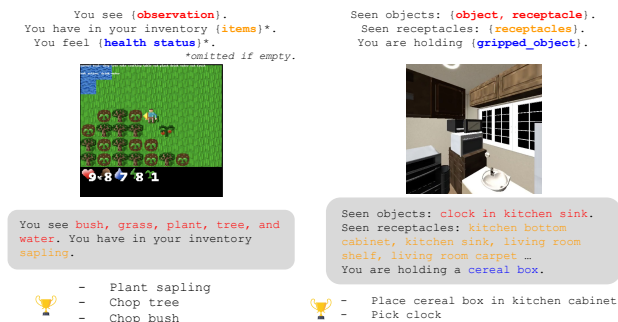 You see {observation}.
You have in your inventory {items}*.
You feel {health status}*.
*omitted if empty.
9 8 7 8 1
You see bush, grass, plant, tree, and
water. You have in your inventory
sapling.
- Plant sapling
- Chop tree
- Chop bush
Seen objects: {object, receptacle}.
Seen receptacles: {receptacles}.
You are holding {gripped_object}.
Seen objects: clock in kitchen sink.
Seen receptacles: kitchen bottom
cabinet, kitchen sink, living room
shelf, living room carpet …
You are holding a cereal box.
- Place cereal box in kitchen cabinet
- Pick clock